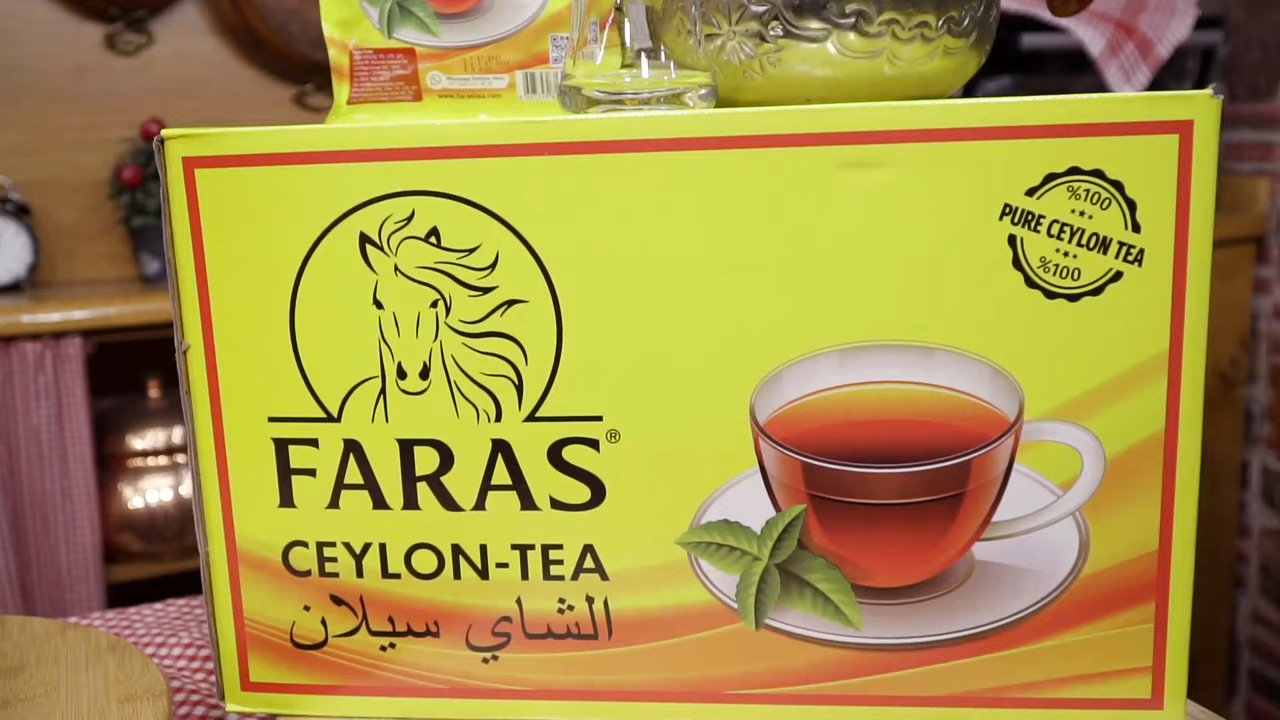 www.farastea.com
%100
PURE CEYLON TEA
%100
FARAS®
CEYLON-TEA
الشاي سيلان